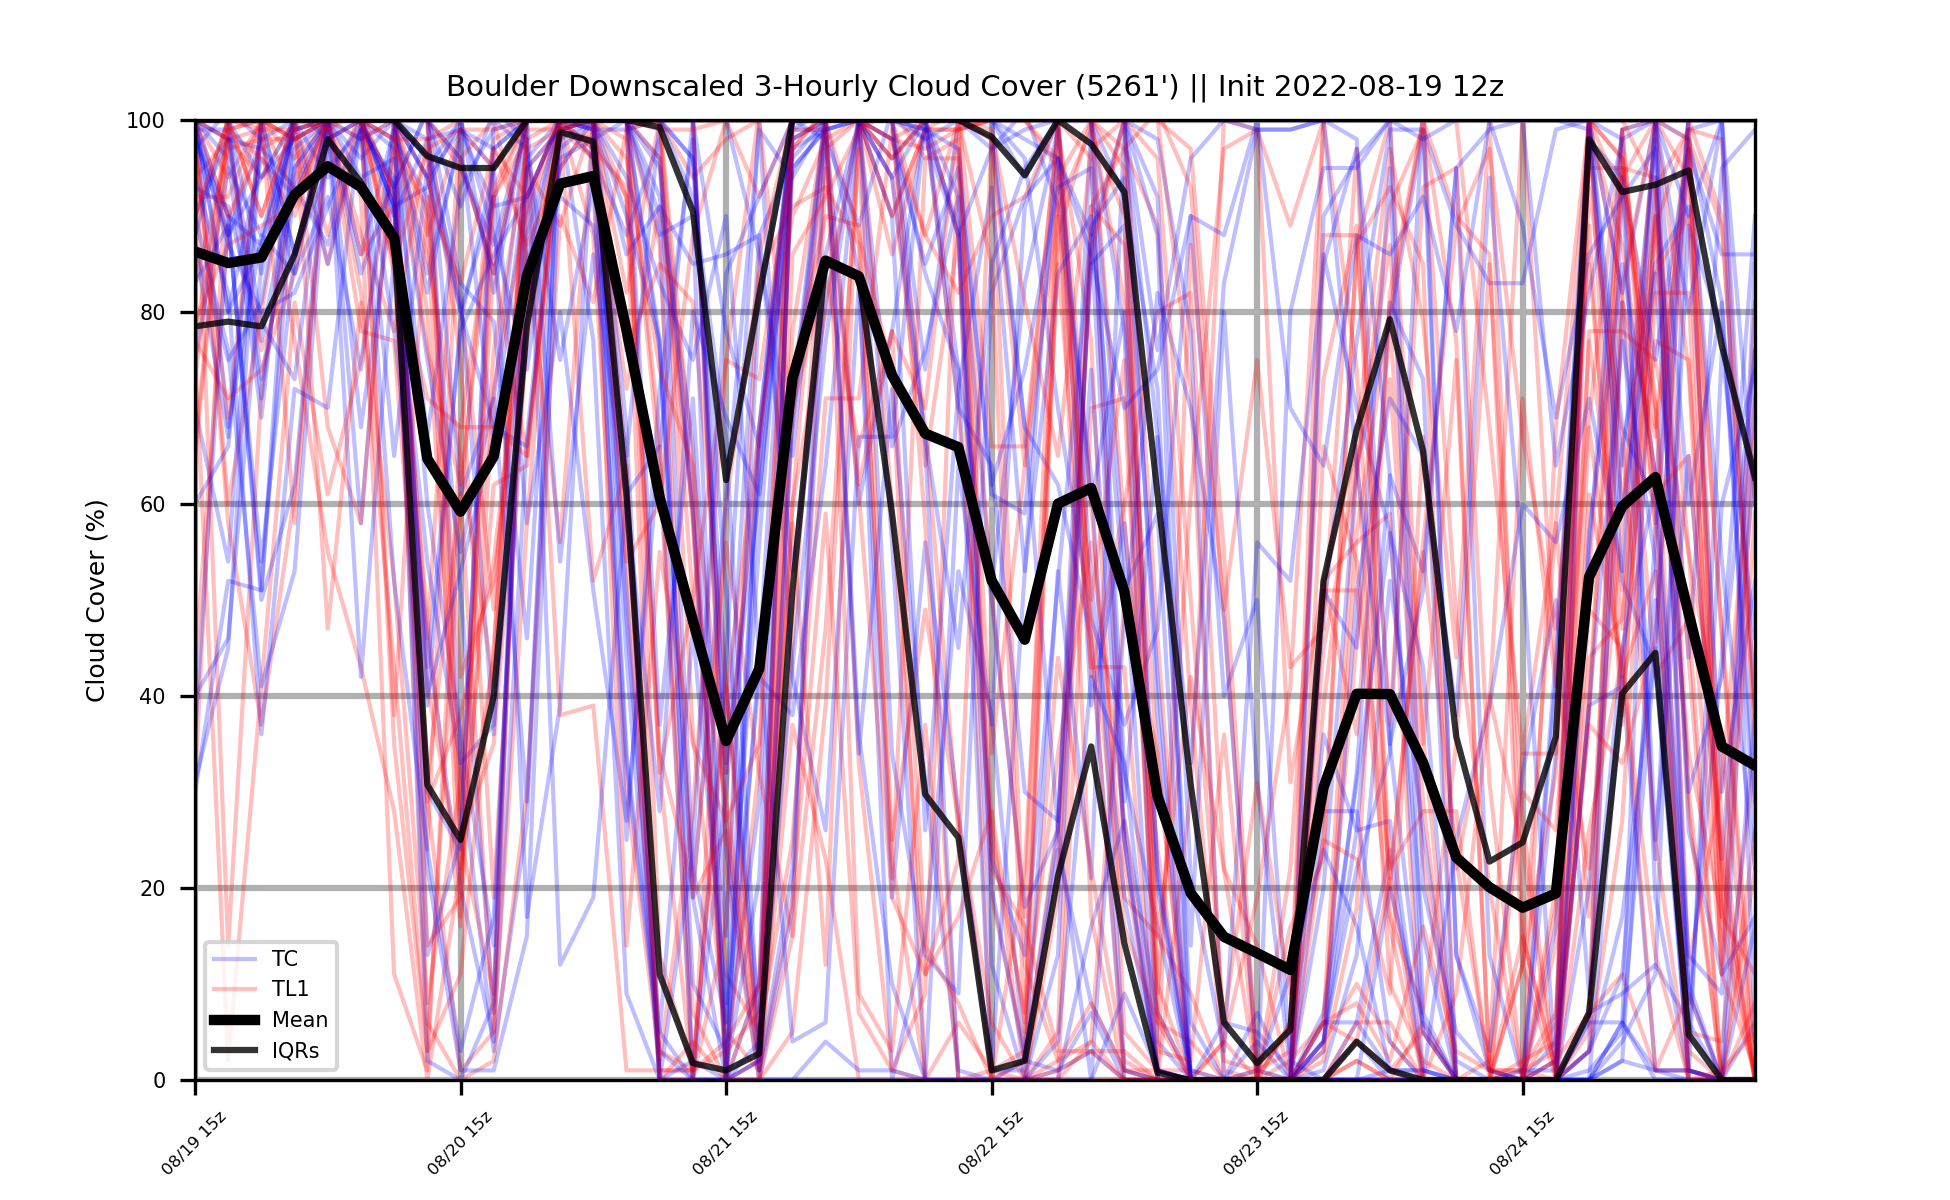 Boulder Downscaled 3-Hourly Cloud Cover (5261') || Init 2022-08-19 12z
100
80
60
40
20
0
Cloud Cover (%)
TC
TL1
Mean
IQRs
08/19 15z
08/20 15z
08/21 15z
08/22 15z
08/23 15z
08/24 15z